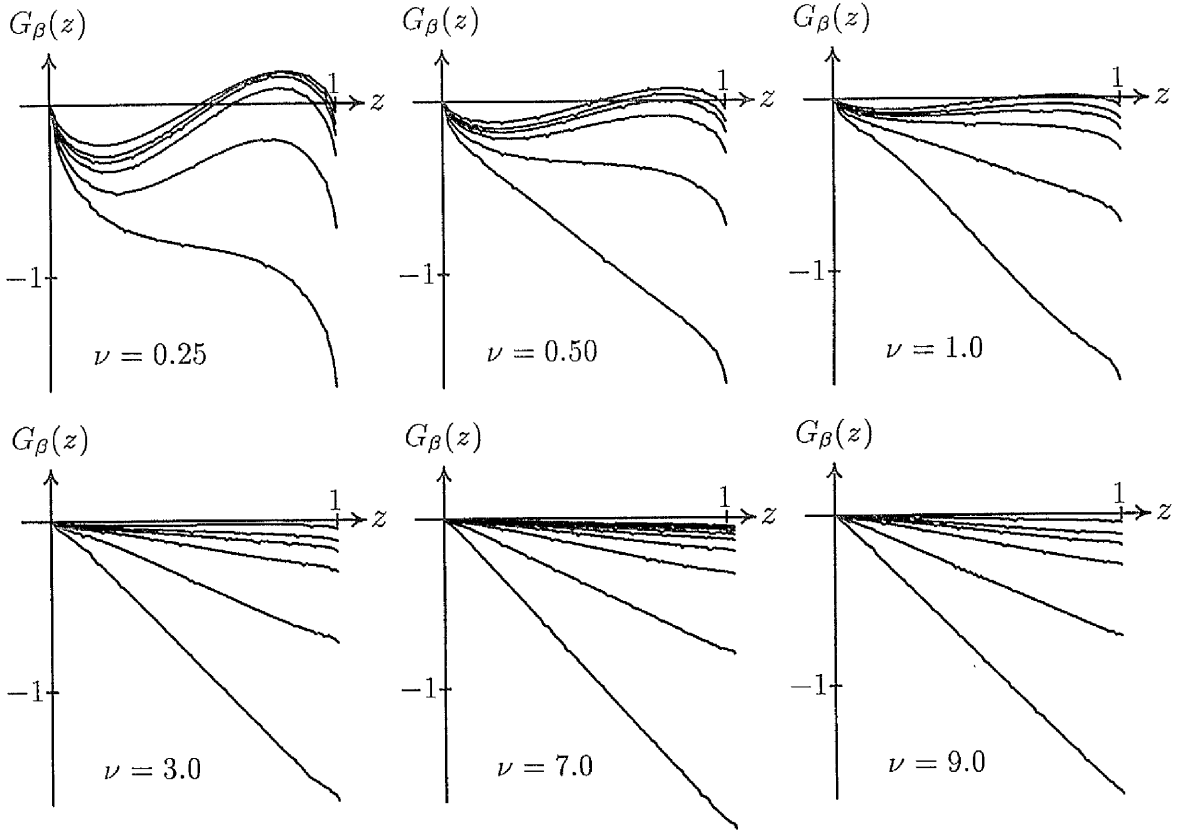 G_β(z)
1
z
−1
ν = 0.25
G_β(z)
1
z
−1
ν = 0.50
G_β(z)
1
z
−1
ν = 1.0
G_β(z)
1
z
−1
ν = 3.0
G_β(z)
1
z
−1
ν = 7.0
G_β(z)
1
z
−1
ν = 9.0